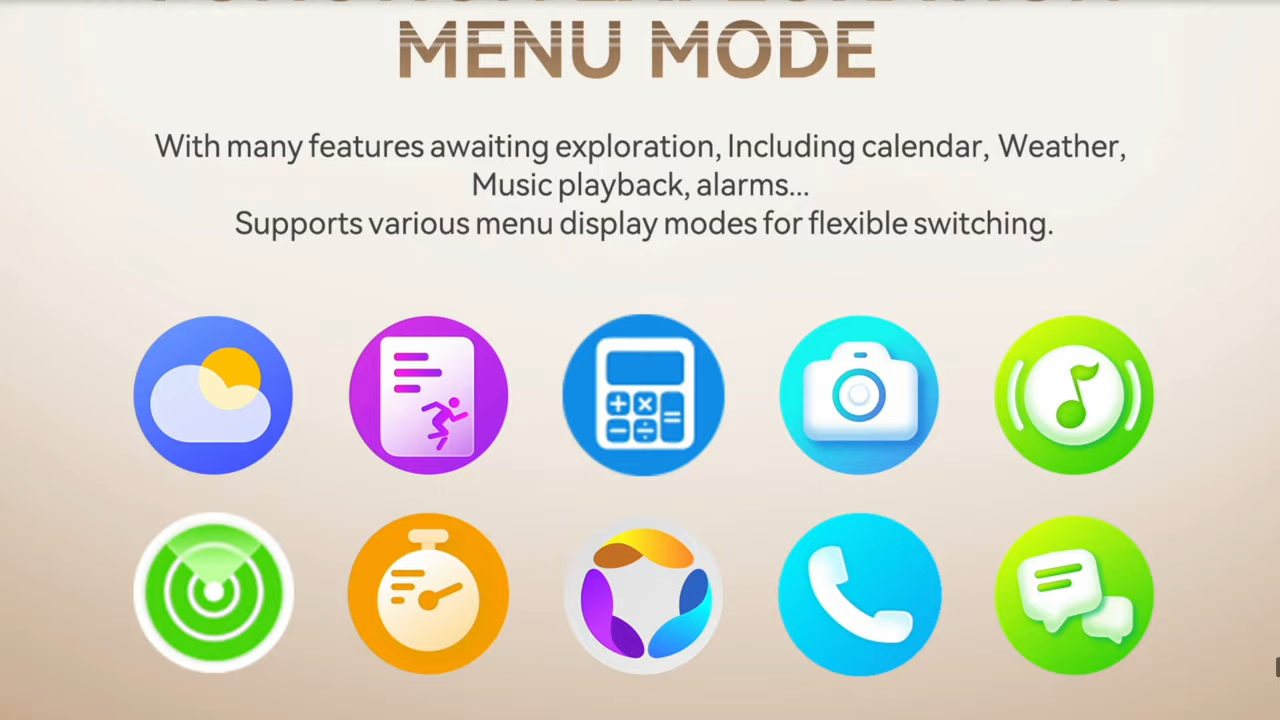 MENU MODE
With many features awaiting exploration, Including calendar, Weather,
Music playback, alarms...
Supports various menu display modes for flexible switching.